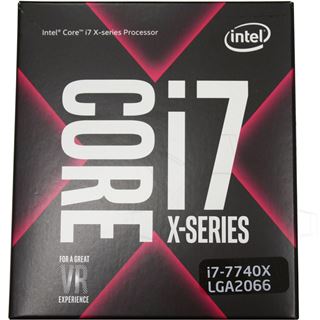 Intel® Core™ i7 X-series Processor
intel
CORE
i7
X-SERIES
FOR A GREAT
VR
EXPERIENCE
i7-7740X
LGA2066